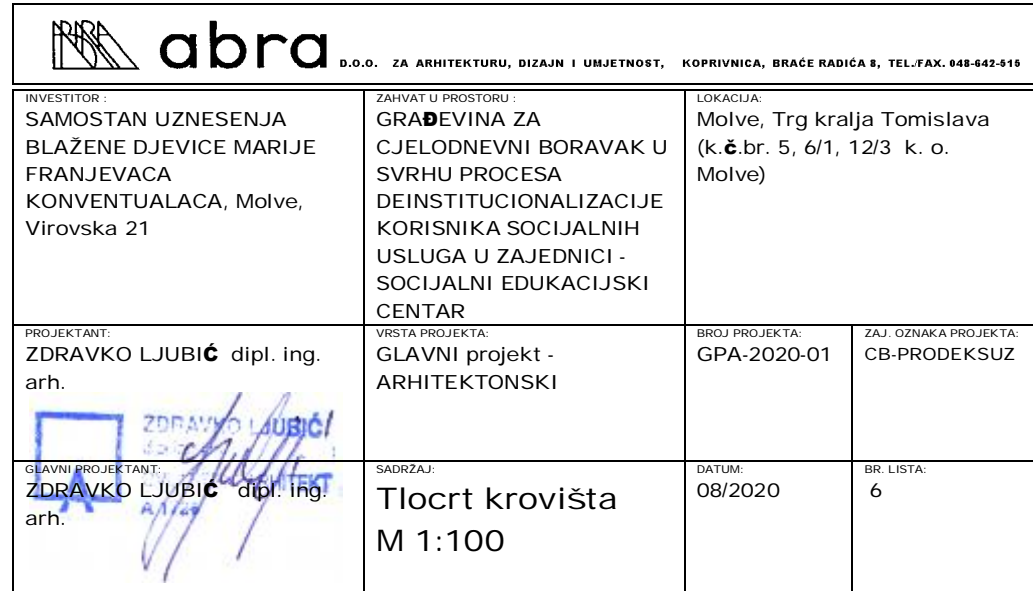 abra D.O.O. ZA ARHITEKTURU, DIZAJN I UMJETNOST, KOPRIVNICA, BRAĆE RADIĆA 8, TEL./FAX. 048-642-515
INVESTITOR :
SAMOSTAN UZNESENJA
BLAŽENE DJEVICE MARIJE
FRANJEVACA
KONVENTUALACA, Molve,
Virovska 21
ZAHVAT U PROSTORU :
GRAĐEVINA ZA
CJELODNEVNI BORAVAK U
SVRHU PROCESA
DEINSTITUCIONALIZACIJE
KORISNIKA SOCIJALNIH
USLUGA U ZAJEDNICI -
SOCIJALNI EDUKACIJSKI
CENTAR
LOKACIJA:
Molve, Trg kralja Tomislava
(k.č.br. 5, 6/1, 12/3 k. o.
Molve)
PROJEKTANT:
ZDRAVKO LJUBIĆ dipl. ing.
arh.
ZDRAVKO LJUBIĆ
VRSTA PROJEKTA:
GLAVNI projekt -
ARHITEKTONSKI
BROJ PROJEKTA:
GPA-2020-01
ZAJ. OZNAKA PROJEKTA:
CB-PRODEKSUZ
GLAVNI PROJEKTANT:
ZDRAVKO LJUBIĆ dipl. ing.
arh.
SADRŽAJ:
Tlocrt krovišta
M 1:100
DATUM:
08/2020
BR. LISTA:
6